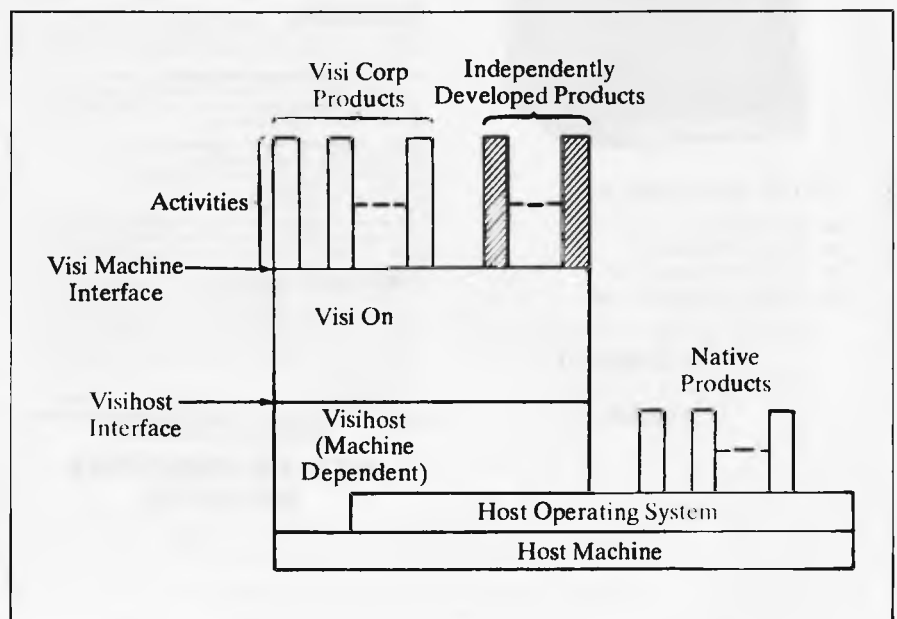 Visi Corp
Products
Independently
Developed Products
Activities
Visi Machine
Interface
Visi On
Native
Products
Visihost
Interface
Visihost
(Machine
Dependent)
Host Operating System
Host Machine